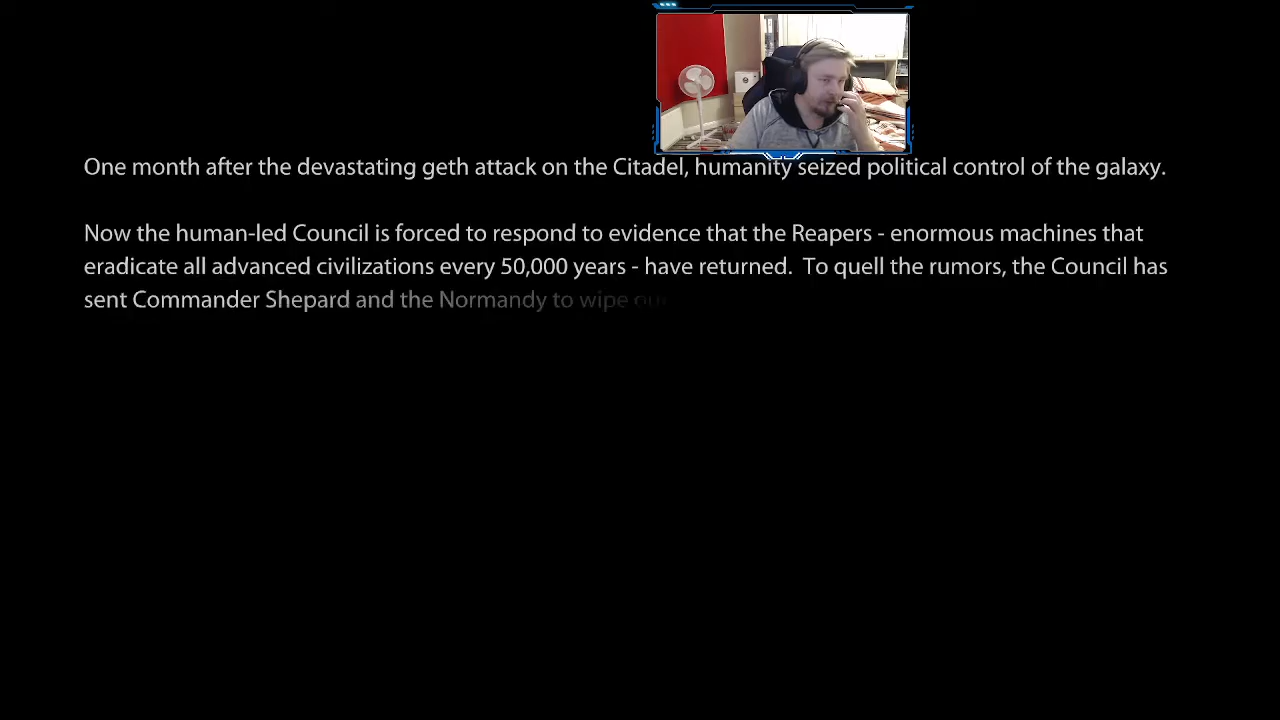 One month after the devastating geth attack on the Citadel, humanity seized political control of the galaxy.
Now the human-led Council is forced to respond to evidence that the Reapers - enormous machines that
eradicate all advanced civilizations every 50,000 years - have returned.  To quell the rumors, the Council has
sent Commander Shepard and the Normandy to wipe